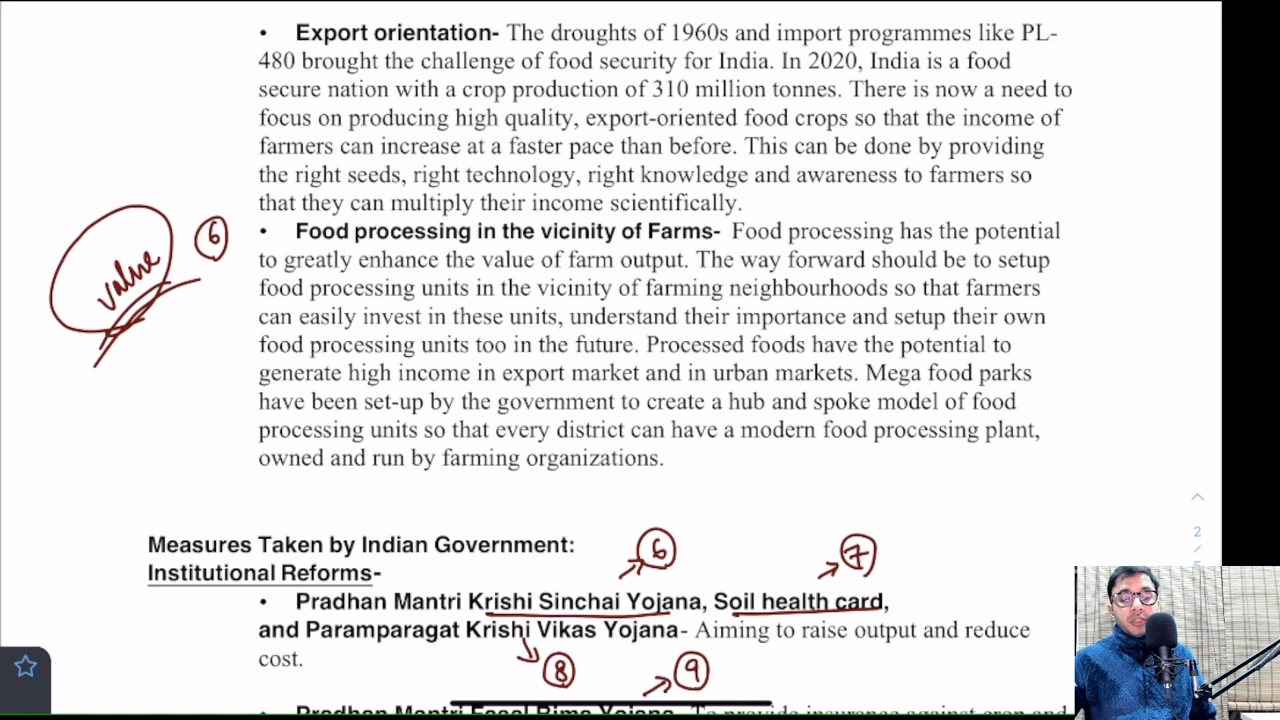 • Export orientation- The droughts of 1960s and import programmes like PL-
480 brought the challenge of food security for India. In 2020, India is a food
secure nation with a crop production of 310 million tonnes. There is now a need to
focus on producing high quality, export-oriented food crops so that the income of
farmers can increase at a faster pace than before. This can be done by providing
the right seeds, right technology, right knowledge and awareness to farmers so
that they can multiply their income scientifically.
value
6
• Food processing in the vicinity of Farms- Food processing has the potential
to greatly enhance the value of farm output. The way forward should be to setup
food processing units in the vicinity of farming neighbourhoods so that farmers
can easily invest in these units, understand their importance and setup their own
food processing units too in the future. Processed foods have the potential to
generate high income in export market and in urban markets. Mega food parks
have been set-up by the government to create a hub and spoke model of food
processing units so that every district can have a modern food processing plant,
owned and run by farming organizations.
2
/
Measures Taken by Indian Government:
6
7
Institutional Reforms-
• Pradhan Mantri Krishi Sinchai Yojana, Soil health card,
and Paramparagat Krishi Vikas Yojana- Aiming to raise output and reduce
cost.
8
9